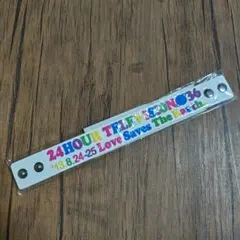 24HOUR TELEVISION 36
'13.8.24-25 Love Saves The Earth